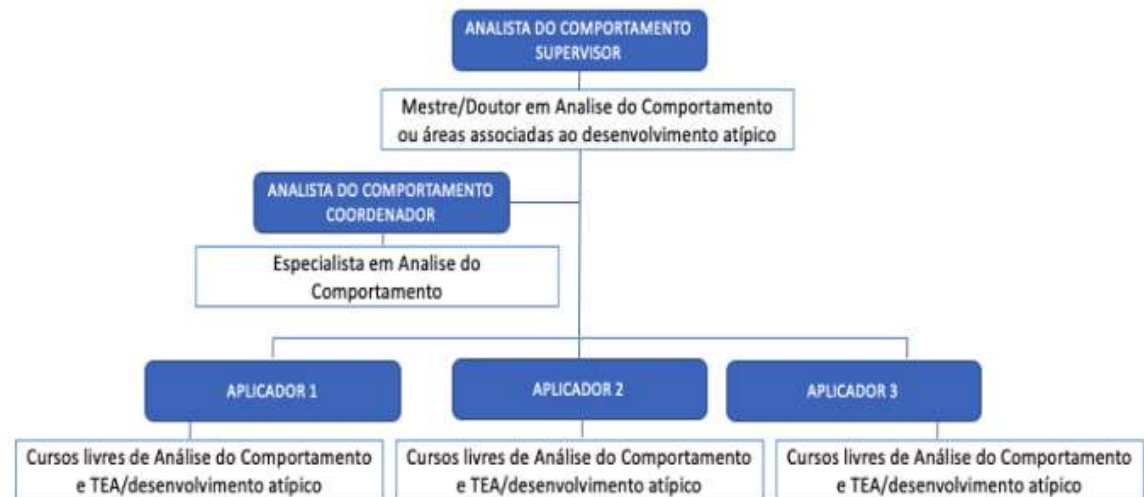 ANALISTA DO COMPORTAMENTO
SUPERVISOR
Mestre/Doutor em Analise do Comportamento
ou áreas associadas ao desenvolvimento atípico
ANALISTA DO COMPORTAMENTO
COORDENADOR
Especialista em Analise do
Comportamento
APLICADOR 1
APLICADOR 2
APLICADOR 3
Cursos livres de Análise do Comportamento
e TEA/desenvolvimento atípico
Cursos livres de Análise do Comportamento
e TEA/desenvolvimento atípico
Cursos livres de Análise do Comportamento
e TEA/desenvolvimento atípico